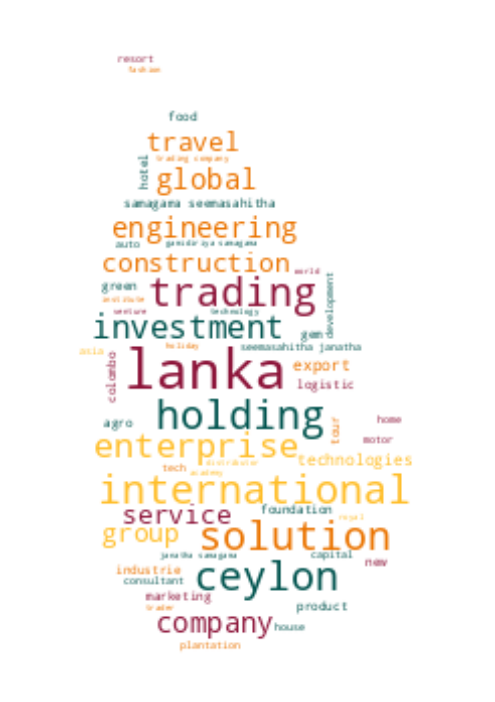 resort
fashion
food
travel
trading company
hotel
global
samagama seemasahitha
engineering
auto
gamidiriya samagama
construction
world
green
trading
development
institute
venture
technology
investment
gem
holiday
seemasahitha janatha
asia
colombo
lanka
export
logistic
holding
agro
tour
home
enterprise
motor
technologies
distributor
tech
academy
international
service
foundation
royal
group
solution
janatha samagama
capital
new
industrie
consultant
ceylon
marketing
trader
product
company
house
plantation